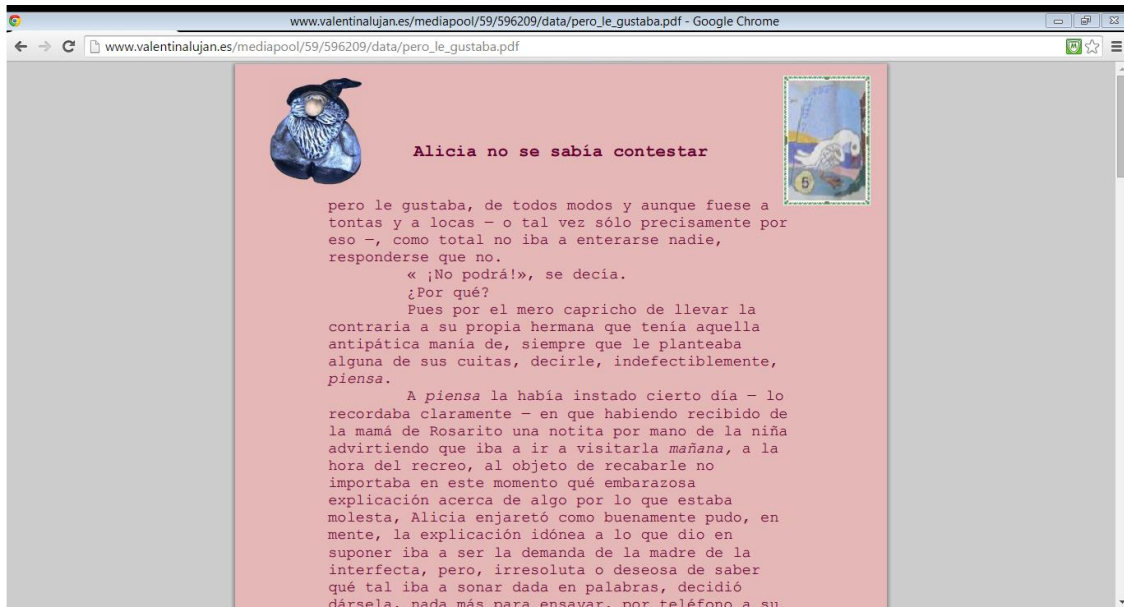 www.valentinalujan.es/mediapool/59/596209/data/pero_le_gustaba.pdf - Google Chrome
www.valentinalujan.es/mediapool/59/596209/data/pero_le_gustaba.pdf
Alicia no se sabía contestar
6
pero le gustaba, de todos modos y aunque fuese a
tontas y a locas — o tal vez sólo precisamente por
eso —, como total no iba a enterarse nadie,
responderse que no.
« ¡No podrá!», se decía.
¿Por qué?
Pues por el mero capricho de llevar la
contraria a su propia hermana que tenía aquella
antipática manía de, siempre que le planteaba
alguna de sus cuitas, decirle, indefectiblemente,
piensa.
A piensa la había instado cierto día — lo
recordaba claramente — en que habiendo recibido de
la mamá de Rosarito una notita por mano de la niña
advirtiendo que iba a ir a visitarla mañana, a la
hora del recreo, al objeto de recabarle no
importaba en este momento qué embarazosa
explicación acerca de algo por lo que estaba
molesta, Alicia enjaretó como buenamente pudo, en
mente, la explicación idónea a lo que dio en
suponer iba a ser la demanda de la madre de la
interfecta, pero, irresoluta o deseosa de saber
qué tal iba a sonar dada en palabras, decidió
dársela, nada más para ensayar, por teléfono a su